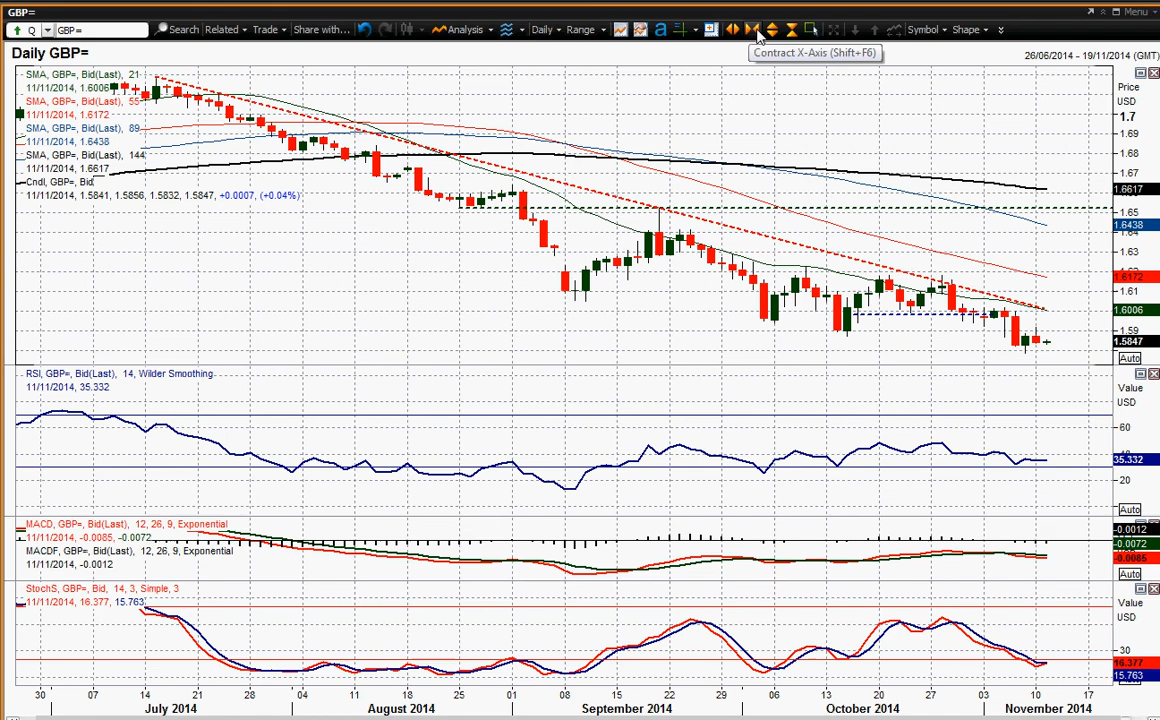 GBP=
Menu
Q GBP= Search Related Trade Share with... Analysis Daily Range a Symbol Shape
Contract X-Axis (Shift+F6)
Daily GBP= 26/06/2014 - 19/11/2014 (GMT)
SMA, GBP=, Bid(Last), 21
11/11/2014, 1.6006
SMA, GBP=, Bid(Last), 55
11/11/2014, 1.6172
SMA, GBP=, Bid(Last), 89
11/11/2014, 1.6438
SMA, GBP=, Bid(Last), 144
11/11/2014, 1.6617
Cndl, GBP=, Bid
11/11/2014, 1.5841, 1.5856, 1.5832, 1.5847, +0.0007, (+0.04%)
Price
USD
1.7
1.69
1.68
1.67
1.6617
1.65
1.6438
1.64
1.63
1.6172
1.61
1.6006
1.59
1.5847
Auto
RSI, GBP=, Bid(Last), 14, Wilder Smoothing
11/11/2014, 35.332
Value
USD
60
40
35.332
20
Auto
MACD, GBP=, Bid(Last), 12, 26, 9, Exponential
11/11/2014, -0.0085, -0.0072
MACDF, GBP=, Bid(Last), 12, 26, 9, Exponential
11/11/2014, -0.0012
-0.0012
-0.0072
-0.0085
Auto
StochS, GBP=, Bid, 14, 3, Simple, 3
11/11/2014, 16.377, 15.763
Value
USD
30
16.377
15.763
30 07 14 21 28 04 11 18 25 01 08 15 22 29 06 13 20 27 03 10 17
July 2014 August 2014 September 2014 October 2014 November 2014